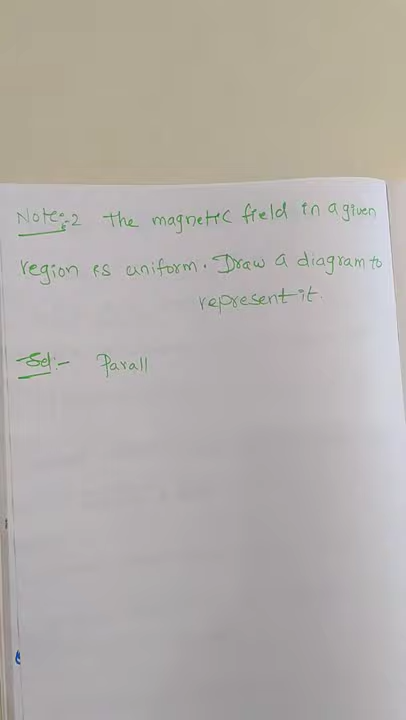 Note:-2 The magnetic field in a given
region is uniform. Draw a diagram to
represent it.
Sol:- Parall